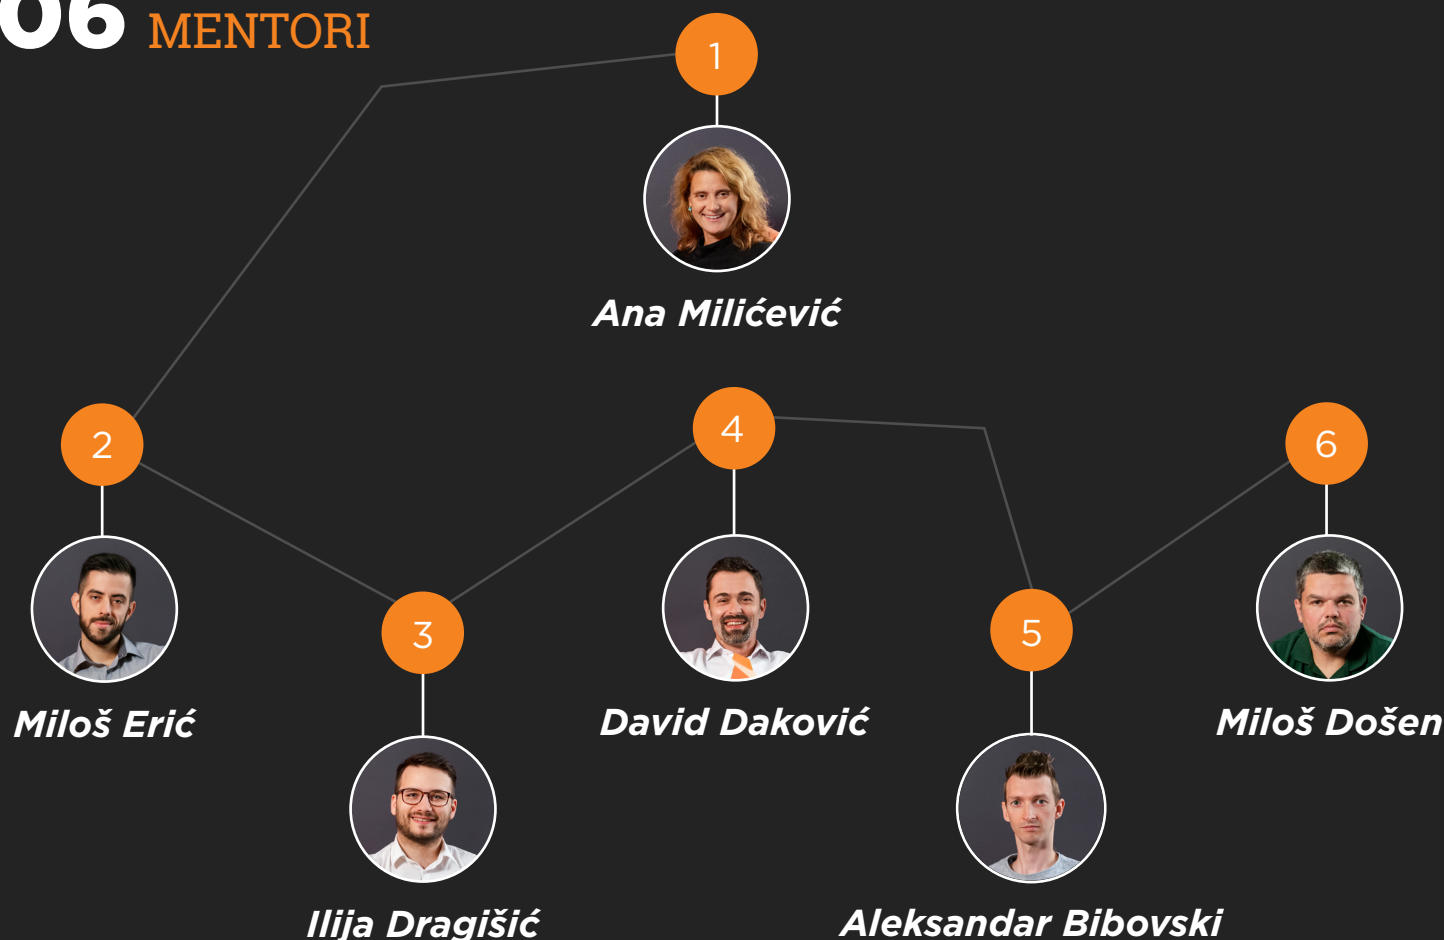 06 MENTORI
1
Ana Milićević
2
Miloš Erić
3
Ilija Dragišić
4
David Daković
5
Aleksandar Bibovski
6
Miloš Došen